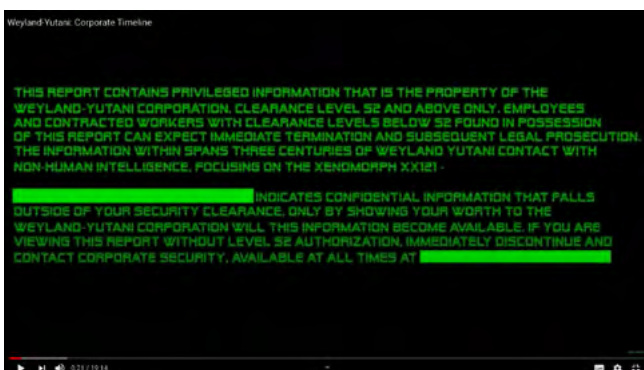 Weyland-Yutani: Corporate Timeline
THIS REPORT CONTAINS PRIVILEGED INFORMATION THAT IS THE PROPERTY OF THE
WEYLAND-YUTANI CORPORATION. CLEARANCE LEVEL S2 AND ABOVE ONLY. EMPLOYEES
AND CONTRACTED WORKERS WITH CLEARANCE LEVELS BELOW S2 FOUND IN POSSESSION
OF THIS REPORT CAN EXPECT IMMEDIATE TERMINATION AND SUBSEQUENT LEGAL PROSECUTION.
THE INFORMATION WITHIN SPANS THREE CENTURIES OF WEYLAND YUTANI CONTACT WITH
NON-HUMAN INTELLIGENCE, FOCUSING ON THE XENOMORPH XX121 -
INDICATES CONFIDENTIAL INFORMATION THAT FALLS
OUTSIDE OF YOUR SECURITY CLEARANCE. ONLY BY SHOWING YOUR WORTH TO THE
WEYLAND-YUTANI CORPORATION WILL THIS INFORMATION BECOME AVAILABLE. IF YOU ARE
VIEWING THIS REPORT WITHOUT LEVEL S2 AUTHORIZATION, IMMEDIATELY DISCONTINUE AND
CONTACT CORPORATE SECURITY, AVAILABLE AT ALL TIMES AT